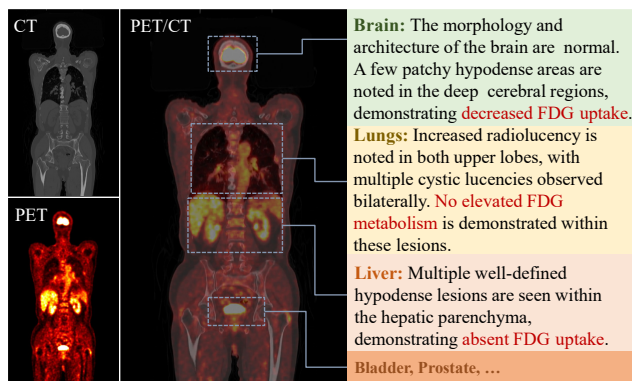 CT
PET/CT
PET
Brain: The morphology and
architecture of the brain are normal.
A few patchy hypodense areas are
noted in the deep cerebral regions,
demonstrating decreased FDG uptake.
Lungs: Increased radiolucency is
noted in both upper lobes, with
multiple cystic lucencies observed
bilaterally. No elevated FDG
metabolism is demonstrated within
these lesions.
Liver: Multiple well-defined
hypodense lesions are seen within
the hepatic parenchyma,
demonstrating absent FDG uptake.
Bladder, Prostate, …